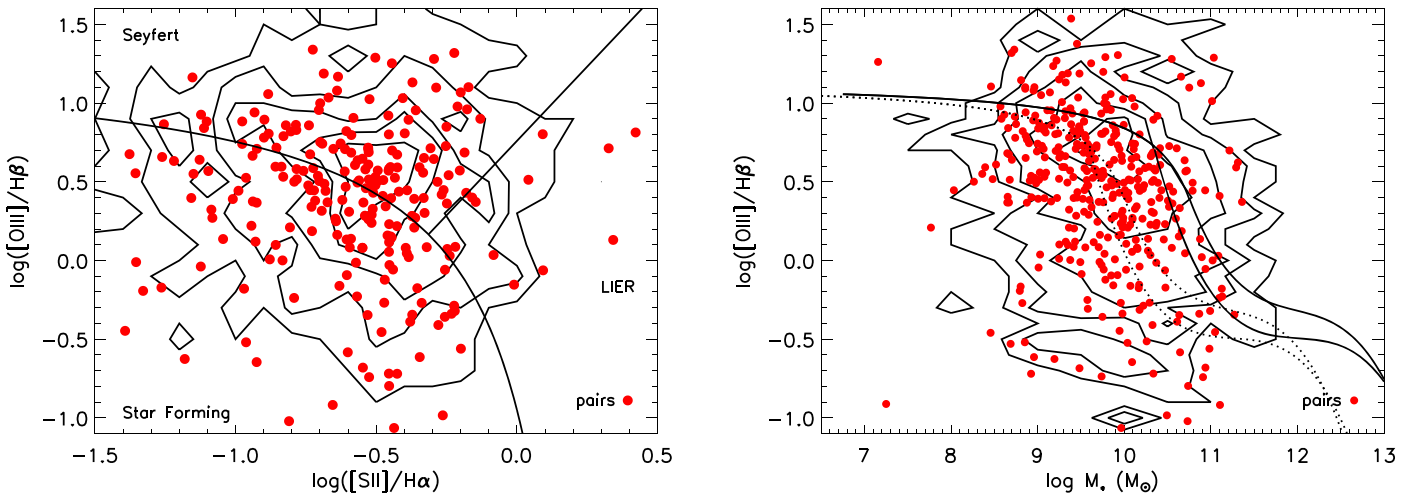 1.5
1.0
0.5
0.0
−0.5
−1.0
log([OIII]/Hβ)
Seyfert
LIER
Star Forming
pairs
−1.5 −1.0 −0.5 0.0 0.5
log([SII]/Hα)
1.5
1.0
0.5
0.0
−0.5
−1.0
log([OIII]/Hβ)
pairs
7 8 9 10 11 12 13
log M⋆ (M⊙)